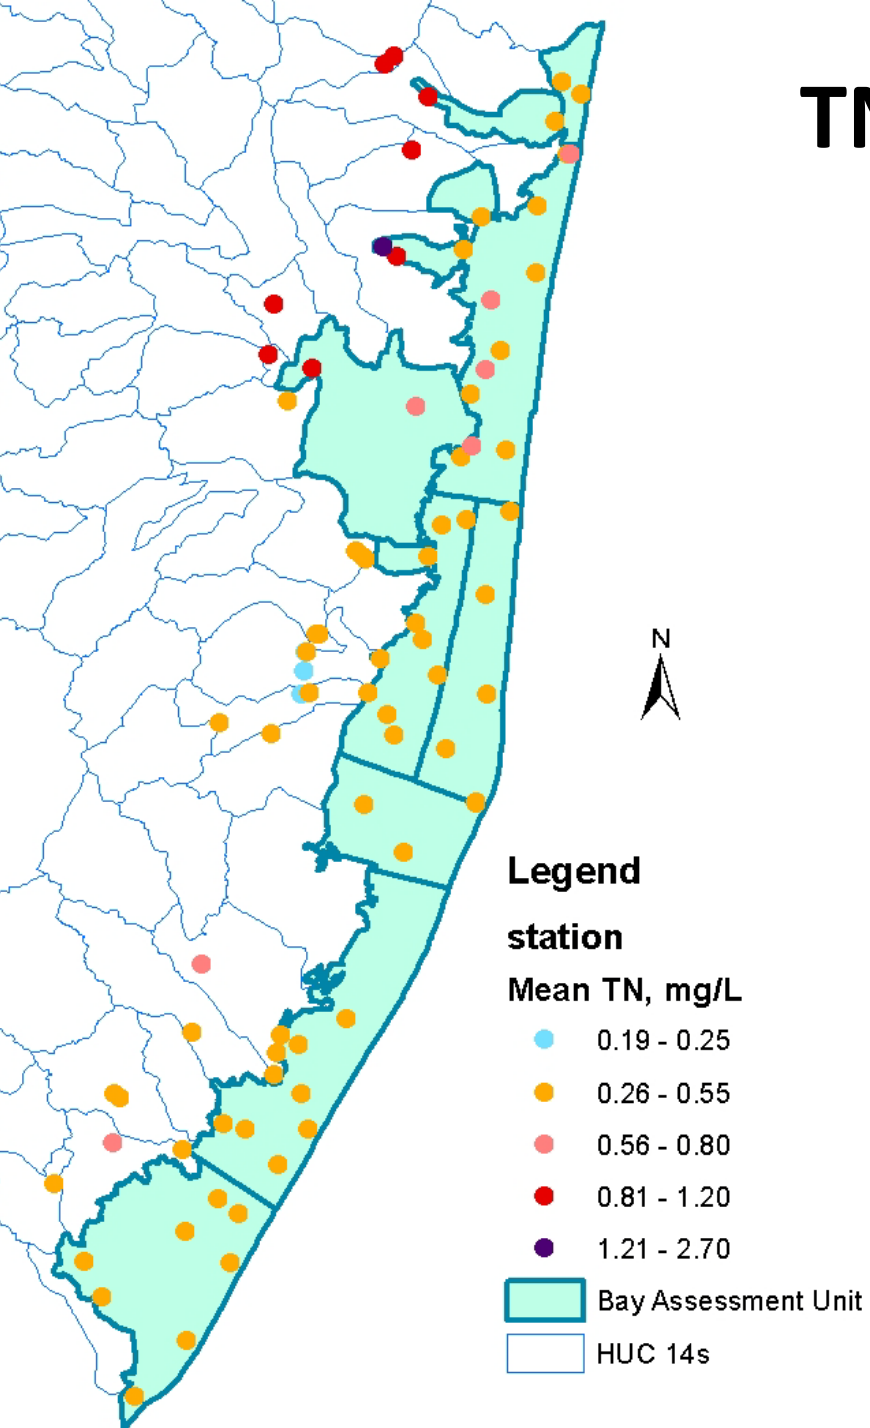 TN
N
Legend
station
Mean TN, mg/L
0.19 - 0.25
0.26 - 0.55
0.56 - 0.80
0.81 - 1.20
1.21 - 2.70
Bay Assessment Unit
HUC 14s